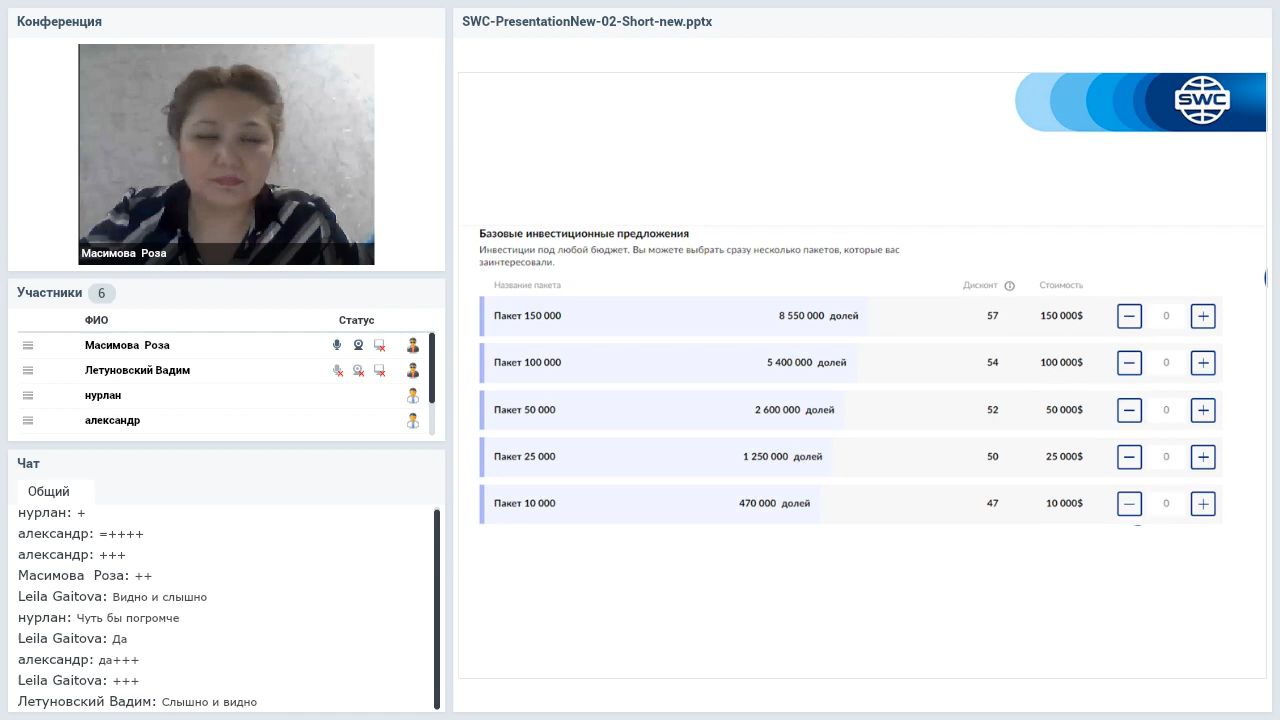 Конференция
Масимова Роза
Участники 6
ФИО Статус
Масимова Роза
Летуновский Вадим
нурлан
александр
Чат
Общий
нурлан: +
александр: =++++
александр: +++
Масимова Роза: ++
Leila Gaitova: Видно и слышно
нурлан: Чуть бы погромче
Leila Gaitova: Да
александр: да+++
Leila Gaitova: +++
Летуновский Вадим: Слышно и видно
SWC-PresentationNew-02-Short-new.pptx
SWC
Базовые инвестиционные предложения
Инвестиции под любой бюджет. Вы можете выбрать сразу несколько пакетов, которые вас
заинтересовали.
Название пакета Дисконт Стоимость
Пакет 150 000 8 550 000 долей 57 150 000$ − 0 +
Пакет 100 000 5 400 000 долей 54 100 000$ − 0 +
Пакет 50 000 2 600 000 долей 52 50 000$ − 0 +
Пакет 25 000 1 250 000 долей 50 25 000$ − 0 +
Пакет 10 000 470 000 долей 47 10 000$ − 0 +